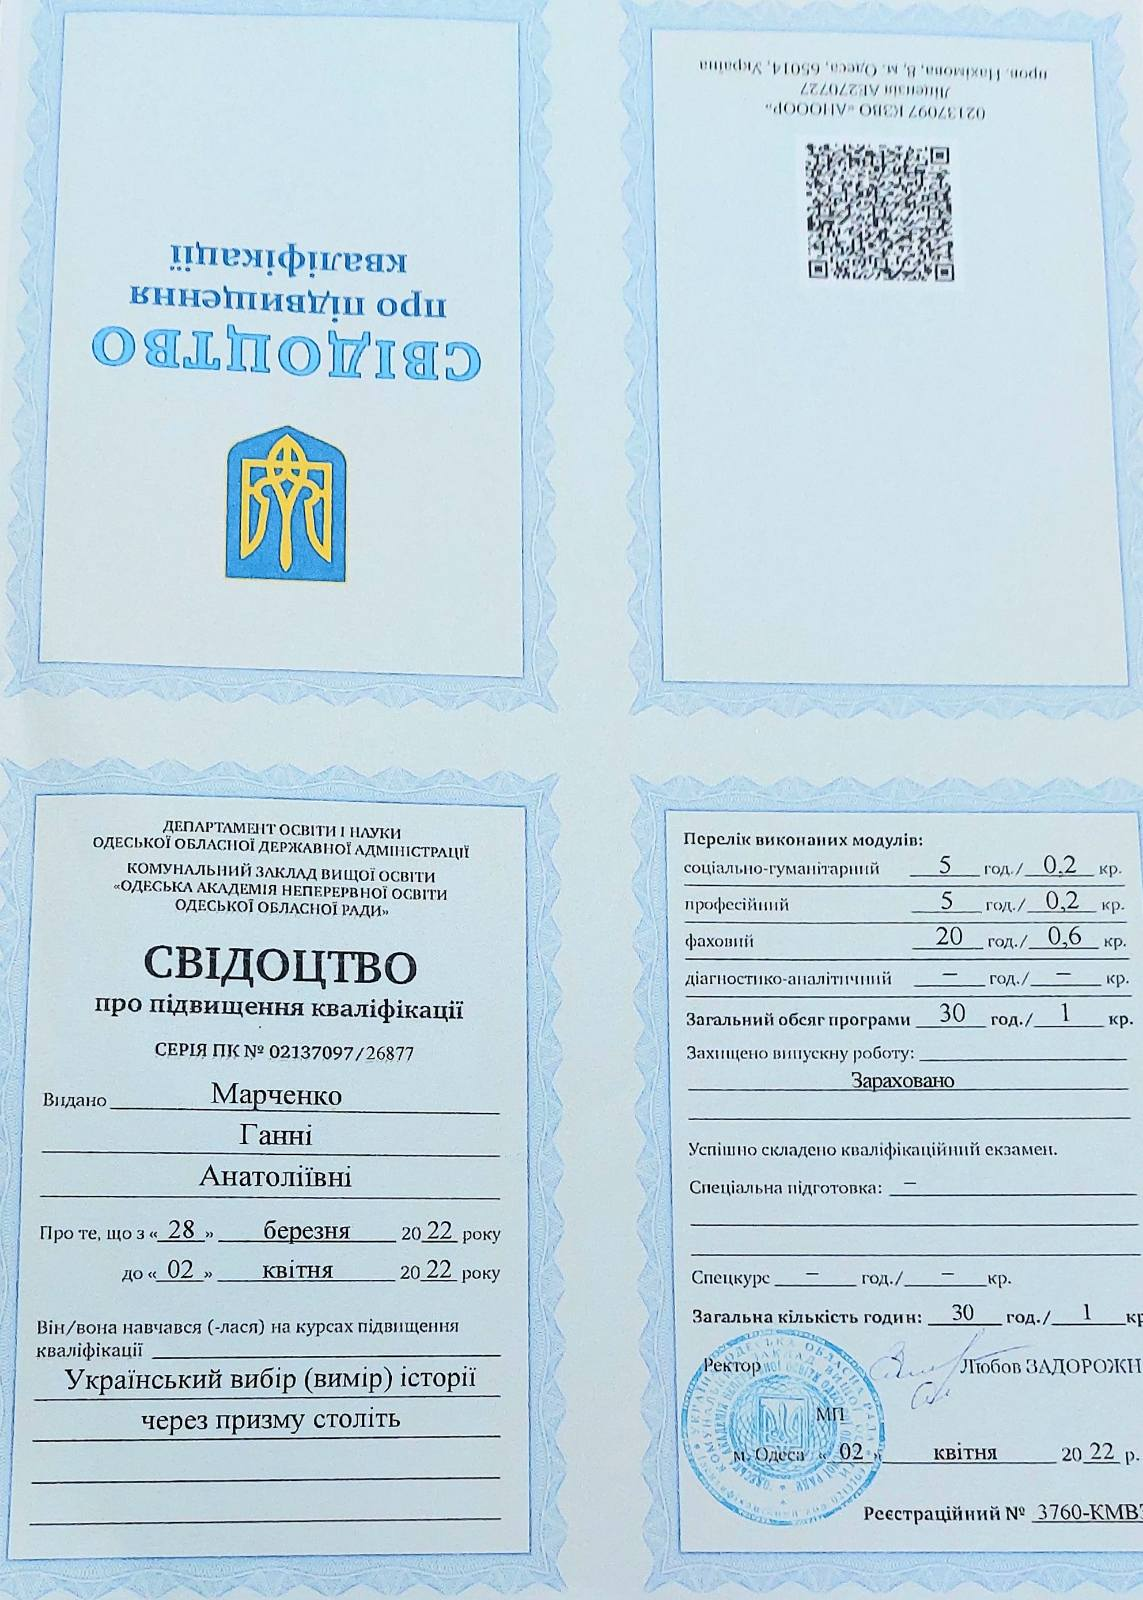 СВІДОЦТВО
про підвищення
кваліфікації
02137097 КЗВО «АНОООР»
Ліцензія АЕ270727
пров. Нахімова, 8, м. Одеса, 65014, Україна
ДЕПАРТАМЕНТ ОСВІТИ І НАУКИ
ОДЕСЬКОЇ ОБЛАСНОЇ ДЕРЖАВНОЇ АДМІНІСТРАЦІЇ
КОМУНАЛЬНИЙ ЗАКЛАД ВИЩОЇ ОСВІТИ
«ОДЕСЬКА АКАДЕМІЯ НЕПЕРЕРВНОЇ ОСВІТИ
ОДЕСЬКОЇ ОБЛАСНОЇ РАДИ»
СВІДОЦТВО
про підвищення кваліфікації
СЕРІЯ ПК № 02137097/26877
Видано Марченко
Ганні
Анатоліївні
Про те, що з «28» березня 2022 року
до «02» квітня 2022 року
Він/вона навчався (-лася) на курсах підвищення
кваліфікації
Український вибір (вимір) історії
через призму століть
Перелік виконаних модулів:
соціально-гуманітарний 5 год./ 0,2 кр.
професійний 5 год./ 0,2 кр.
фаховий 20 год./ 0,6 кр.
діагностико-аналітичний – год./ – кр.
Загальний обсяг програми 30 год./ 1 кр.
Захищено випускну роботу:
Зараховано
Успішно складено кваліфікаційний екзамен.
Спеціальна підготовка: –
Спецкурс – год./ – кр.
Загальна кількість годин: 30 год./ 1 кр
Ректор Любов ЗАДОРОЖН
МП
м. Одеса «02» квітня 2022 р.
Реєстраційний № 3760-КМВ